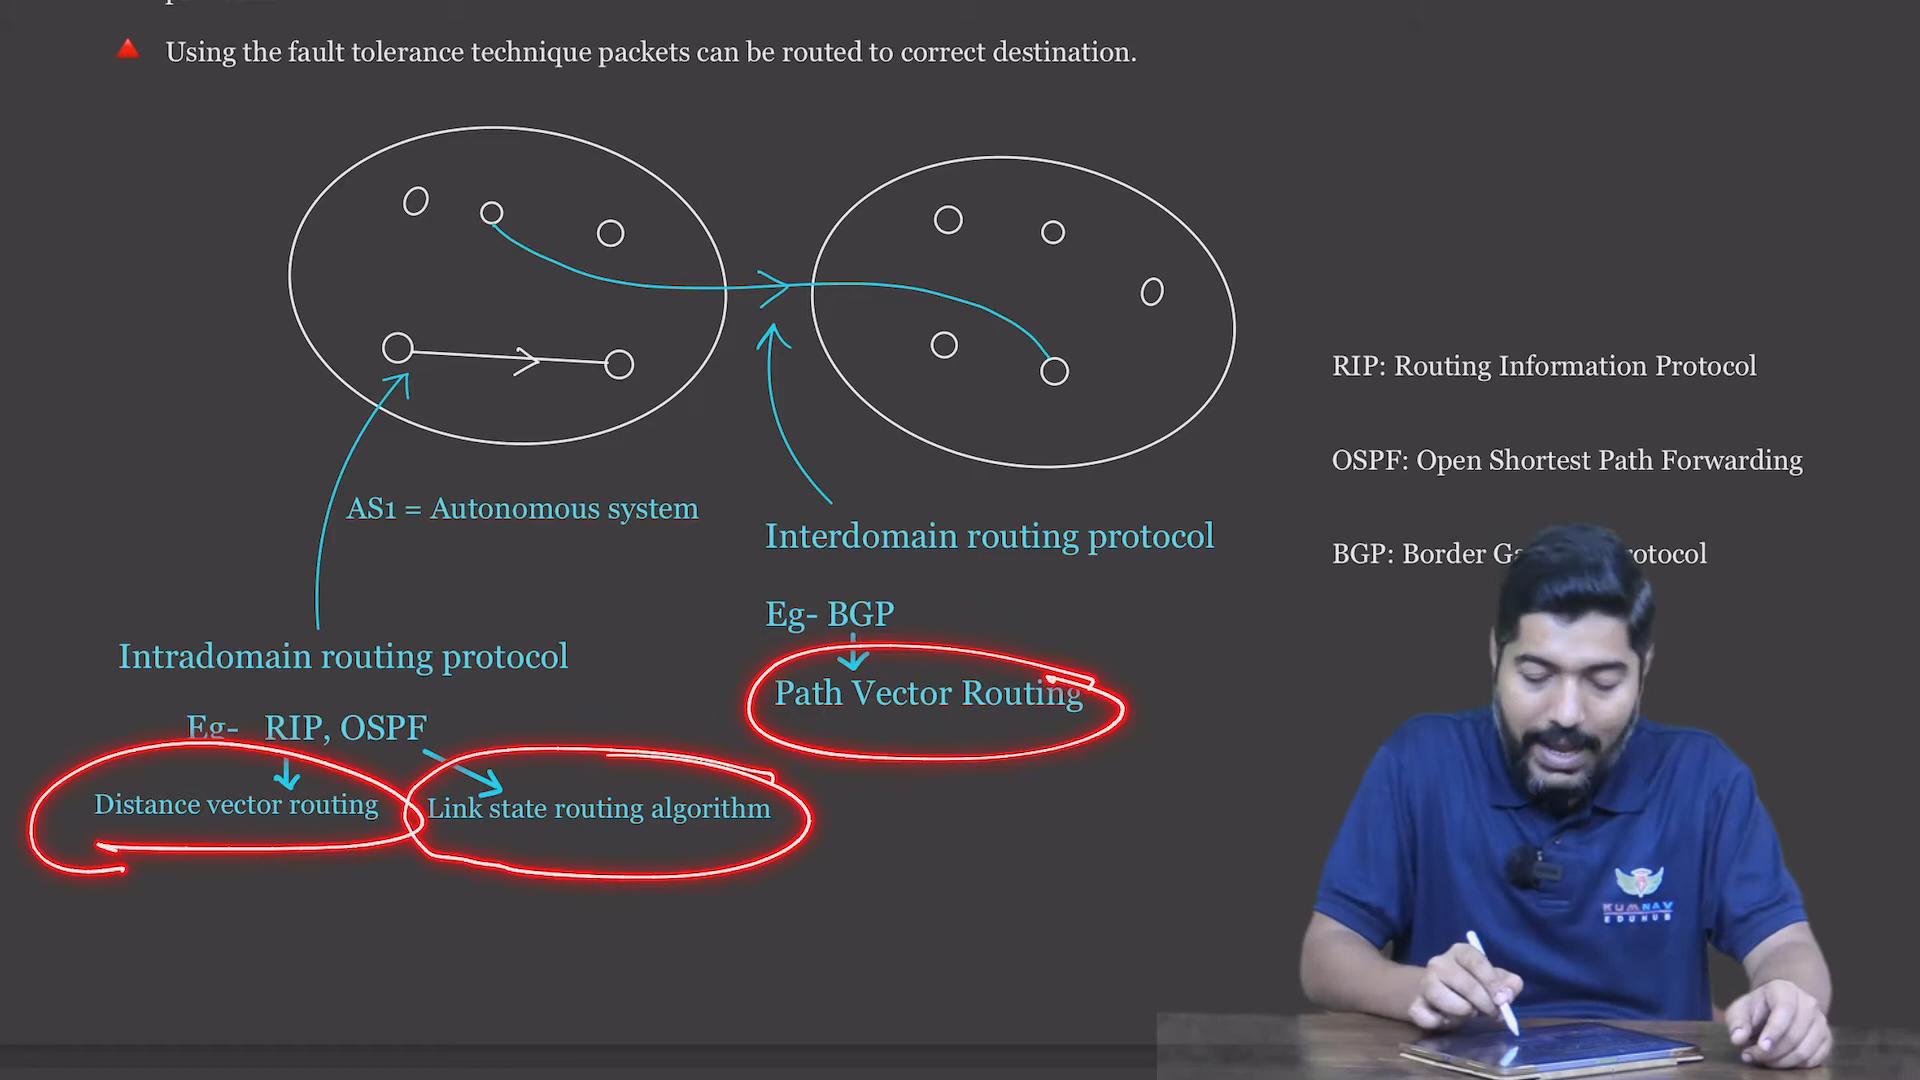 Using the fault tolerance technique packets can be routed to correct destination.
RIP: Routing Information Protocol
OSPF: Open Shortest Path Forwarding
AS1 = Autonomous system
Interdomain routing protocol
BGP: Border
Eg- BGP
Intradomain routing protocol
Path Vector Routing
Eg- RIP, OSPF
Distance vector routing
Link state routing algorithm
KUMNAV
EDUHUB